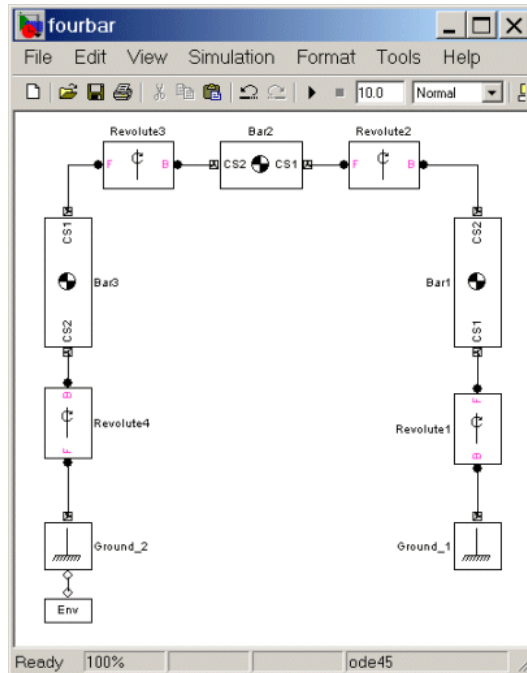 fourbar
File Edit View Simulation Format Tools Help
10.0 Normal
Revolute3 Bar2 Revolute2
F B CS2 CS1 F B
CS1 CS2
Bar3 Bar1
CS2 CS1
B F
Revolute4 Revolute1
F B
Ground_2 Ground_1
Env
Ready 100% ode45